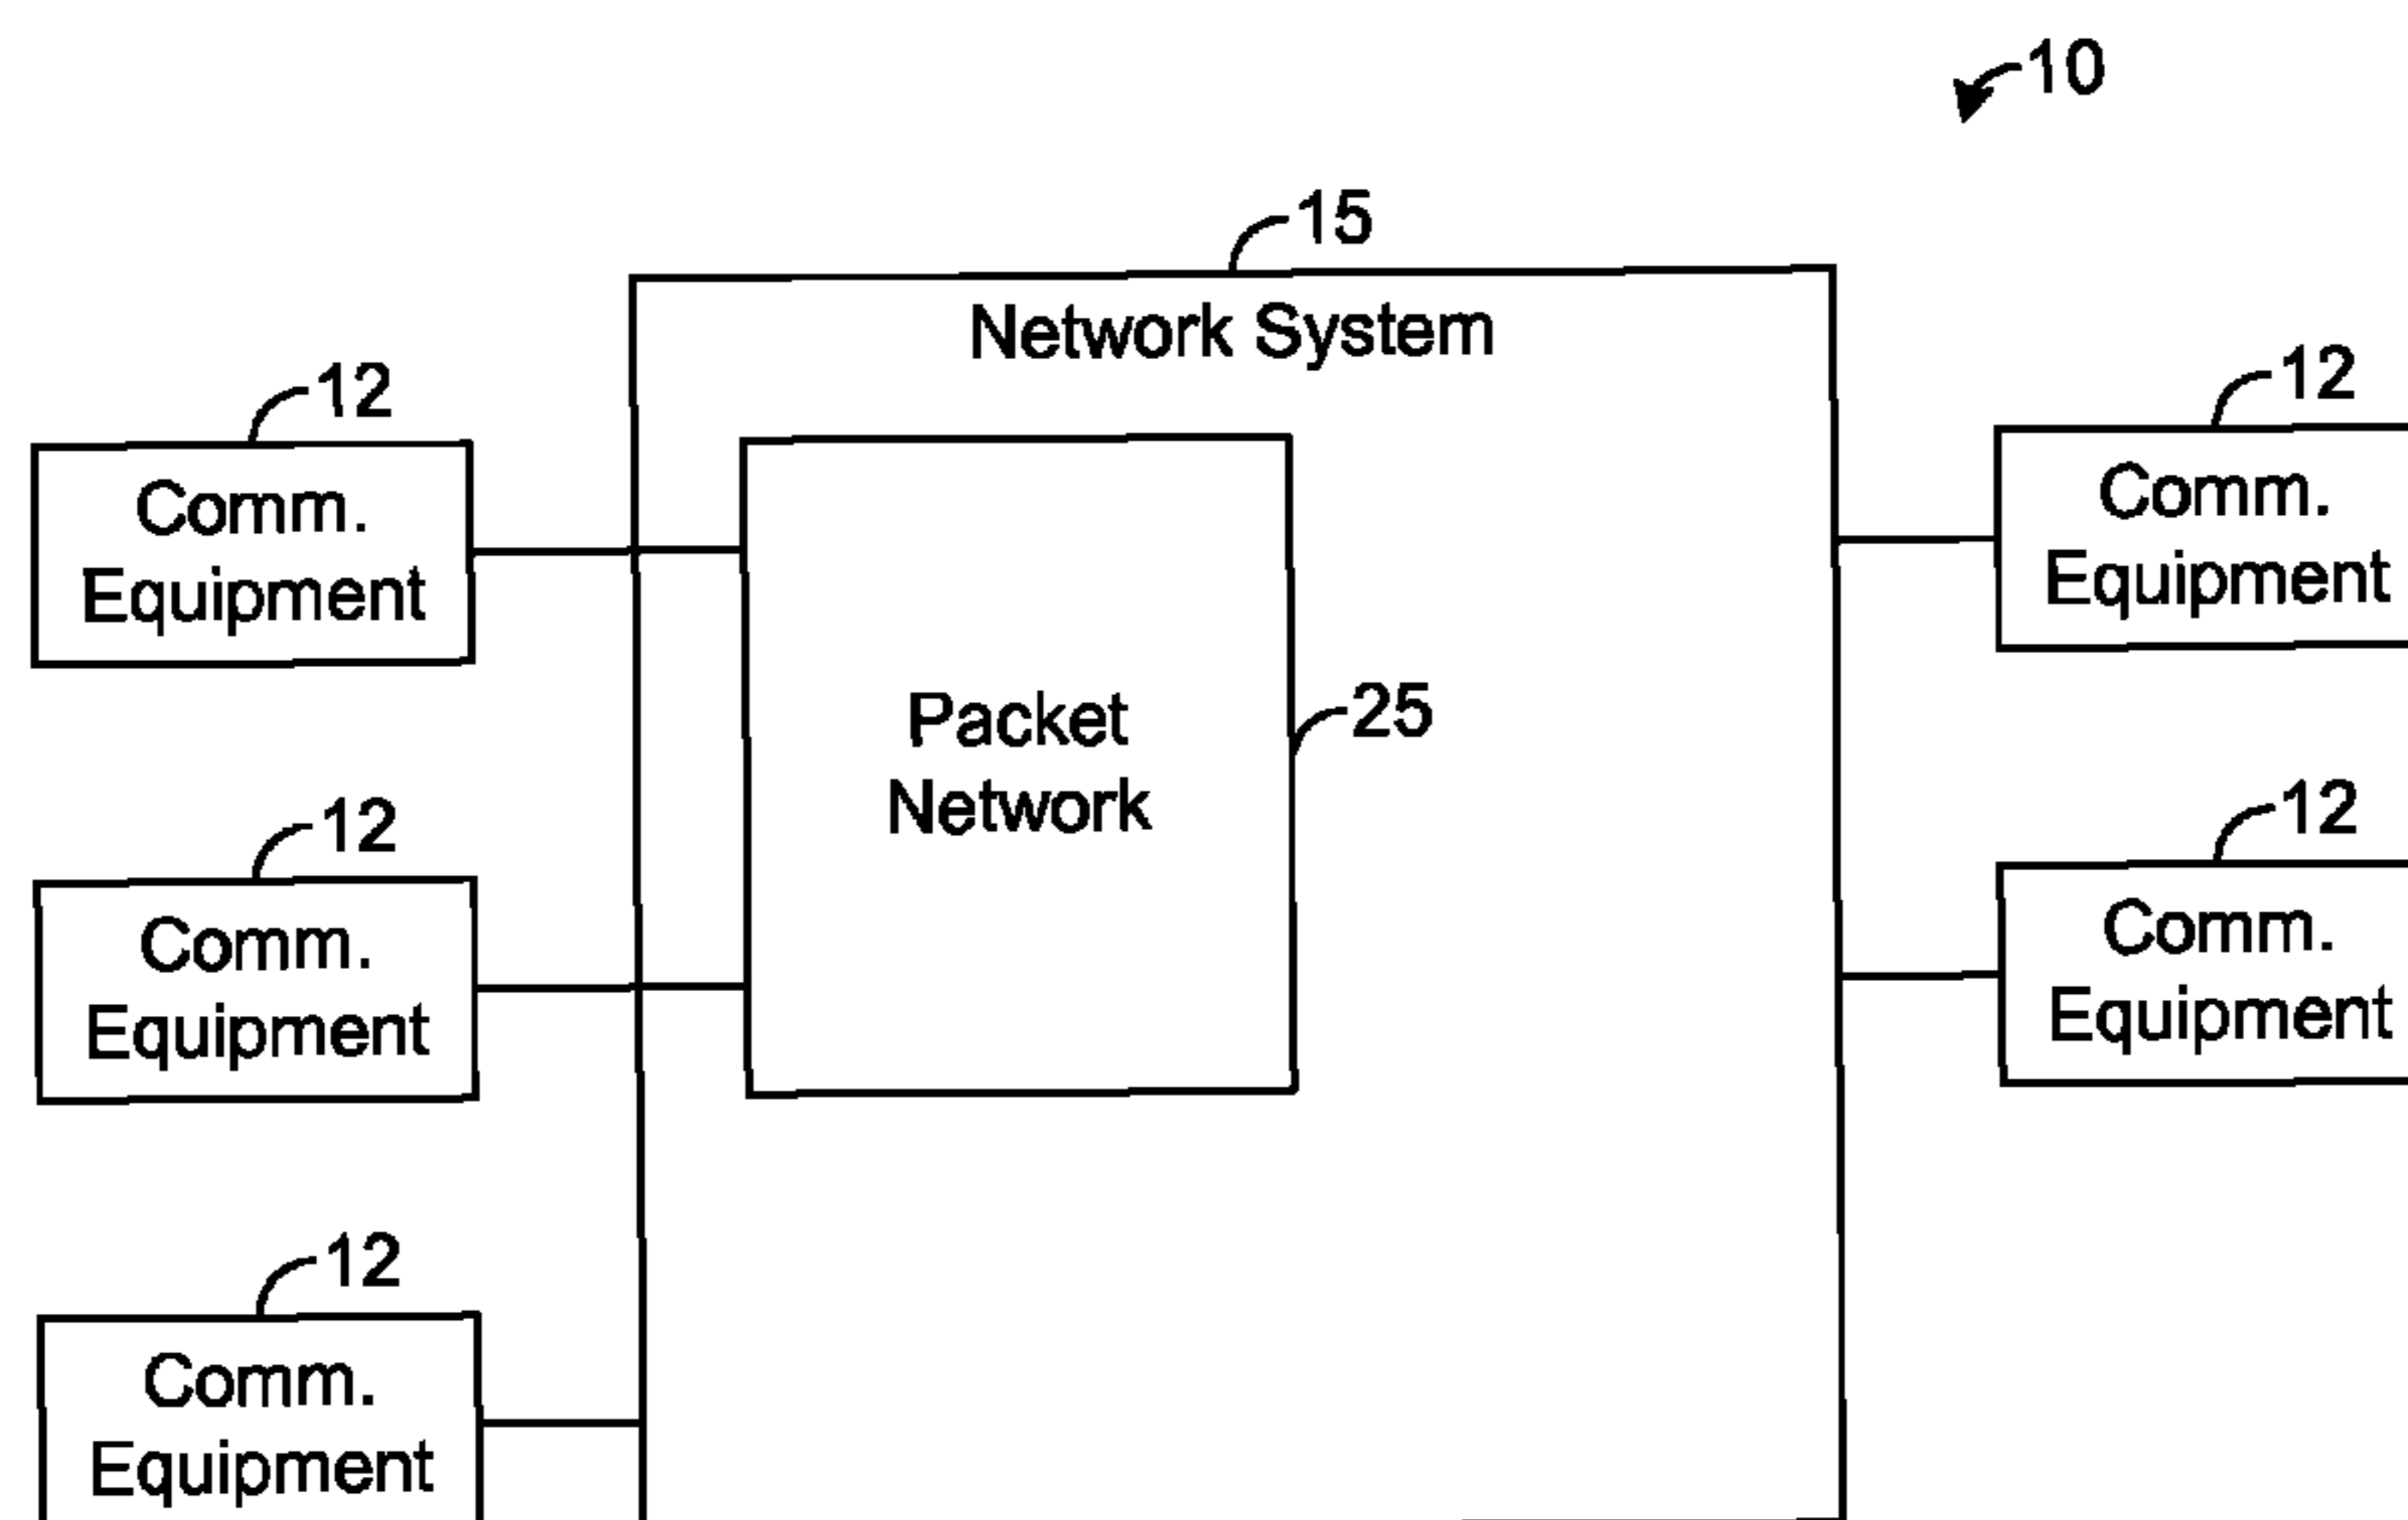 10
15
Network System
12
Comm.
Equipment
12
Comm.
Equipment
Packet
Network
25
12
Comm.
Equipment
12
Comm.
Equipment
12
Comm.
Equipment